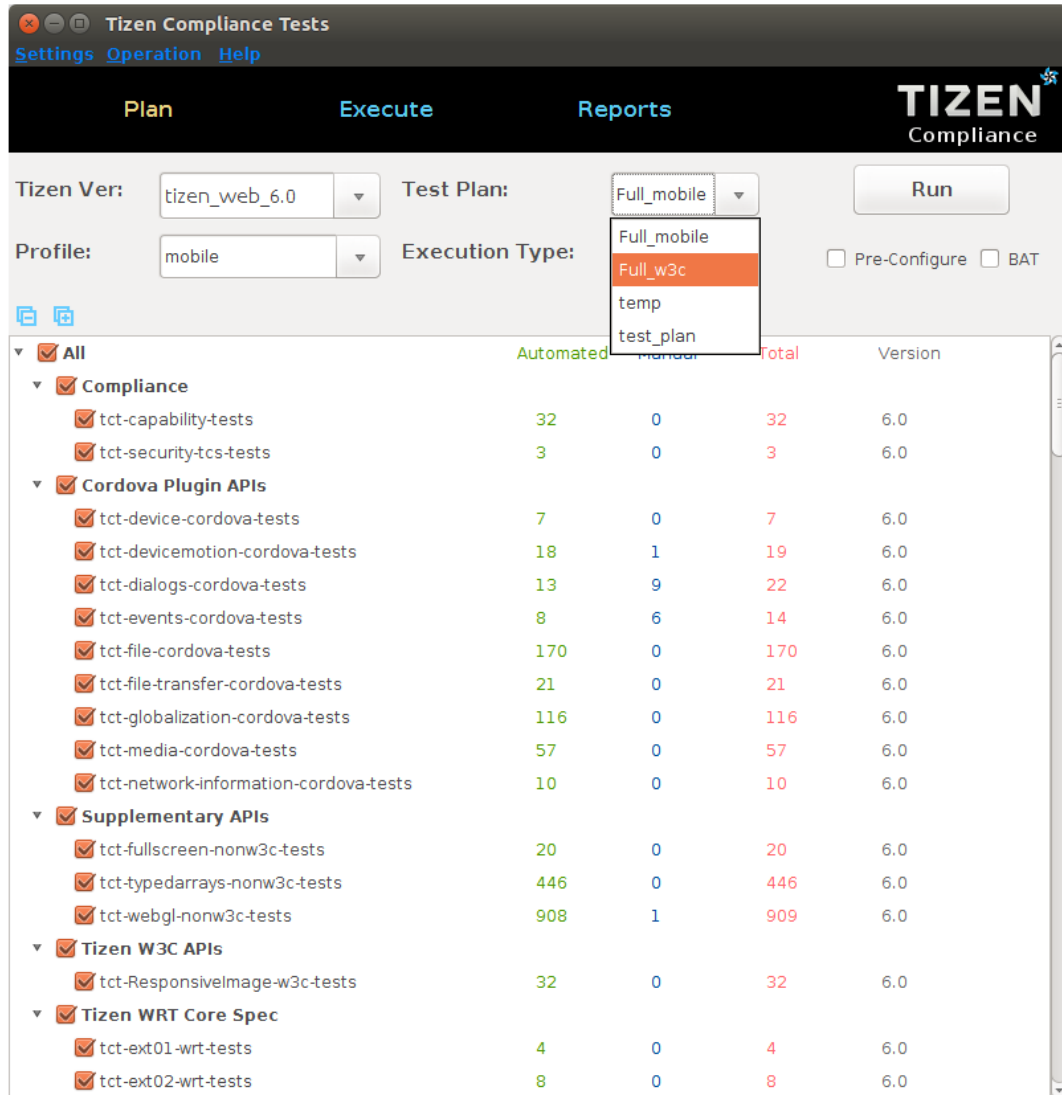 Tizen Compliance Tests
Settings Operation Help
Plan Execute Reports TIZEN
Compliance
Tizen Ver: tizen_web_6.0 Test Plan: Full_mobile Run
Full_mobile
Profile: mobile Execution Type: Full_w3c Pre-Configure BAT
temp
test_plan
All Automated Manual Total Version
Compliance
tct-capability-tests 32 0 32 6.0
tct-security-tcs-tests 3 0 3 6.0
Cordova Plugin APIs
tct-device-cordova-tests 7 0 7 6.0
tct-devicemotion-cordova-tests 18 1 19 6.0
tct-dialogs-cordova-tests 13 9 22 6.0
tct-events-cordova-tests 8 6 14 6.0
tct-file-cordova-tests 170 0 170 6.0
tct-file-transfer-cordova-tests 21 0 21 6.0
tct-globalization-cordova-tests 116 0 116 6.0
tct-media-cordova-tests 57 0 57 6.0
tct-network-information-cordova-tests 10 0 10 6.0
Supplementary APIs
tct-fullscreen-nonw3c-tests 20 0 20 6.0
tct-typedarrays-nonw3c-tests 446 0 446 6.0
tct-webgl-nonw3c-tests 908 1 909 6.0
Tizen W3C APIs
tct-ResponsiveImage-w3c-tests 32 0 32 6.0
Tizen WRT Core Spec
tct-ext01-wrt-tests 4 0 4 6.0
tct-ext02-wrt-tests 8 0 8 6.0